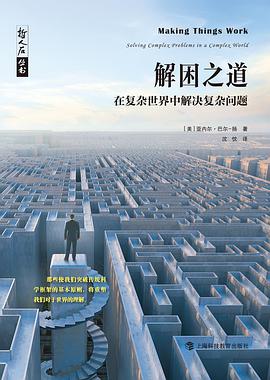 Making Things Work
Solving Complex Problems in a Complex World
哲人石
丛书
解困之道
在复杂世界中解决复杂问题
[美]亚内尔·巴尔-扬 著
沈忱 译
那些使我们突破传统科
学框架的基本原则，将重塑
我们对于世界的理解。
上海科技教育出版社